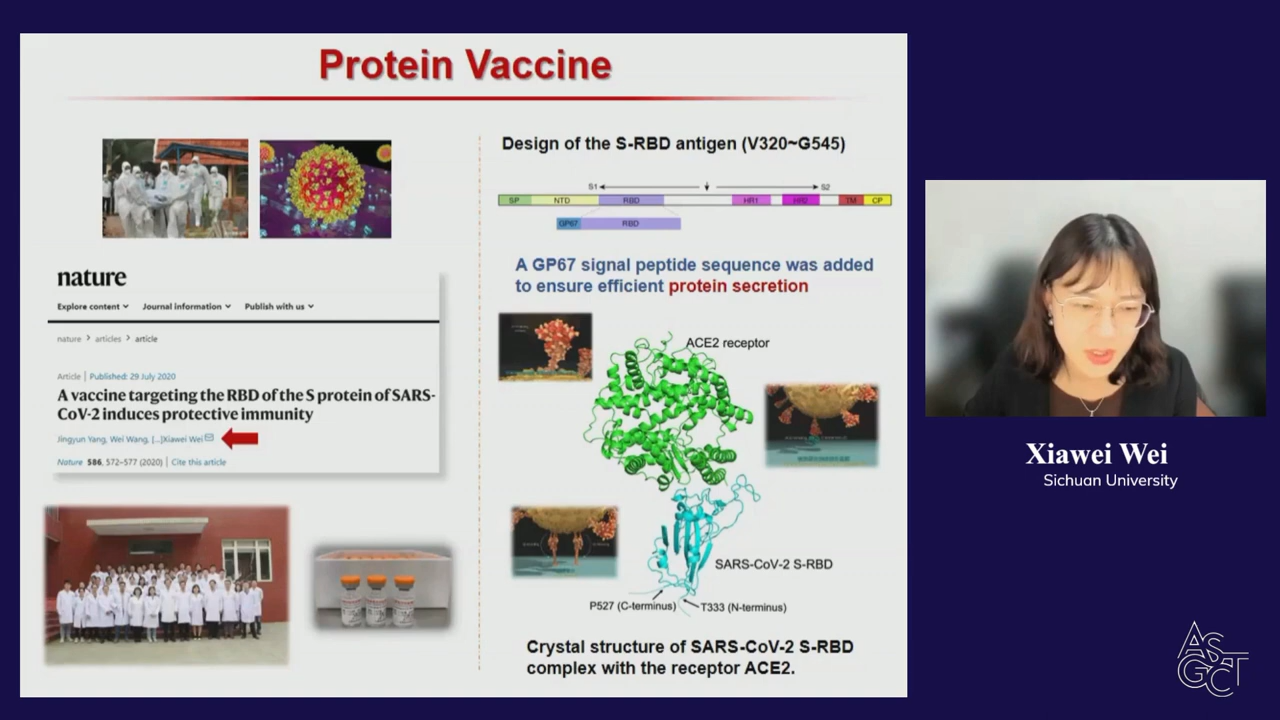 Protein Vaccine
nature
Explore content
Journal information
Publish with us
nature > articles > article
Article | Published: 29 July 2020
A vaccine targeting the RBD of the S protein of SARS-
CoV-2 induces protective immunity
Jingyun Yang, Wei Wang, [...]Xiawei Wei
Nature 586, 572–577 (2020) | Cite this article
Design of the S-RBD antigen (V320~G545)
S1
S2
SP
NTD
RBD
HR1
HR2
TM
CP
GP67
RBD
A GP67 signal peptide sequence was added
to ensure efficient protein secretion
ACE2 receptor
SARS-CoV-2 S-RBD
P527 (C-terminus)
T333 (N-terminus)
Crystal structure of SARS-CoV-2 S-RBD
complex with the receptor ACE2.
Xiawei Wei
Sichuan University
ASGCT